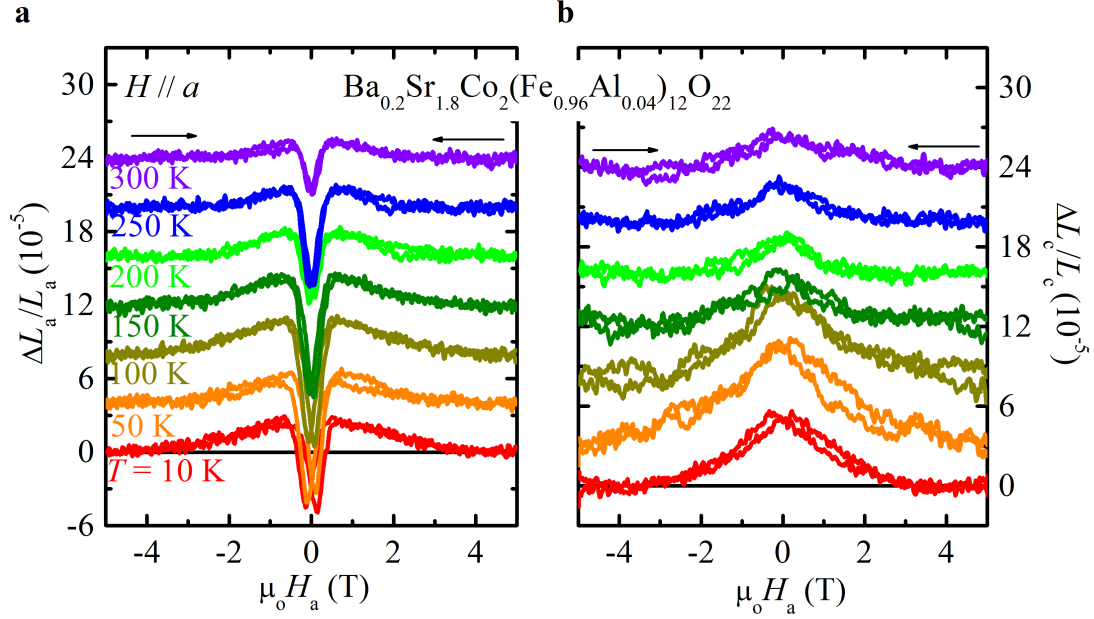 a
b
H // a
Ba0.2Sr1.8Co2(Fe0.96Al0.04)12O22
30
24
18
12
6
0
-6
ΔLa/La (10-5)
300 K
250 K
200 K
150 K
100 K
50 K
T = 10 K
-4 -2 0 2 4
μoHa (T)
-4 -2 0 2 4
μoHa (T)
30
24
18
12
6
0
ΔLc/Lc (10-5)